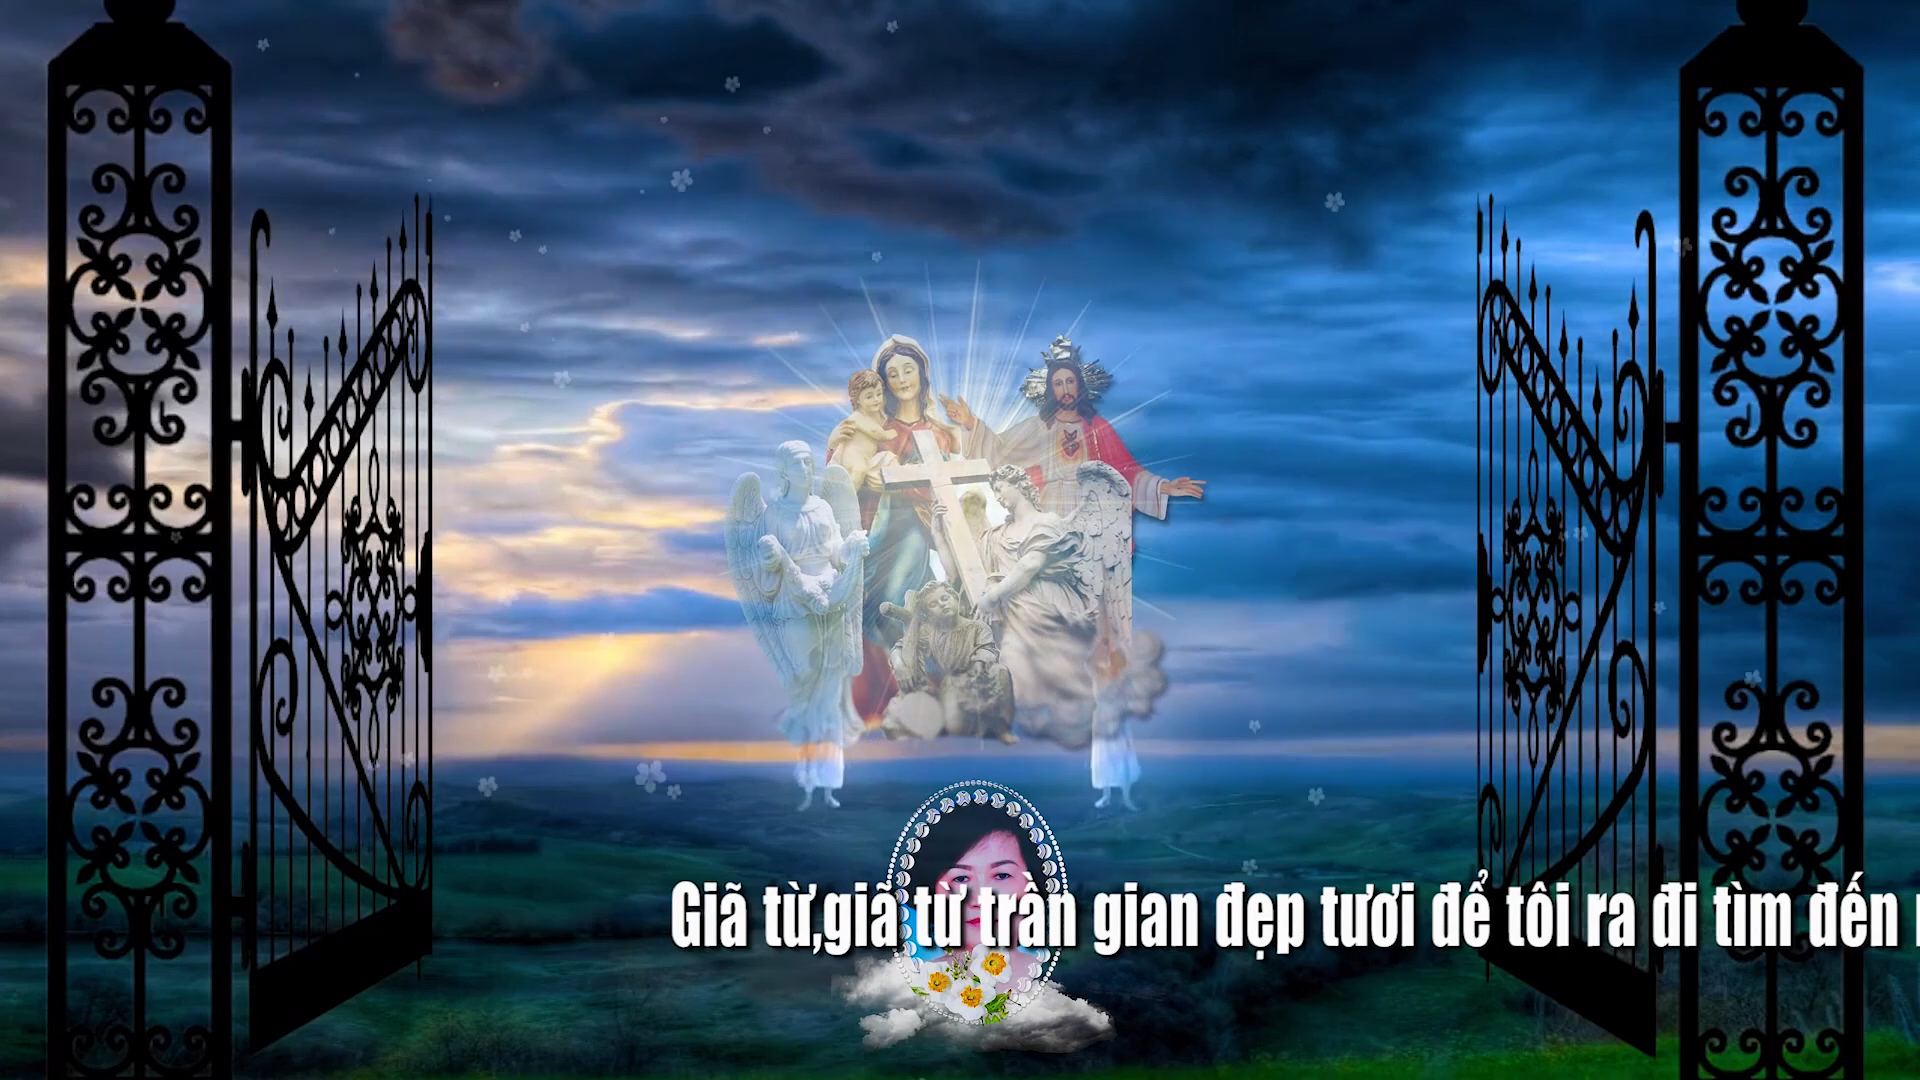 Giã từ,giã từ trần gian đẹp tươi để tôi ra đi tìm đến